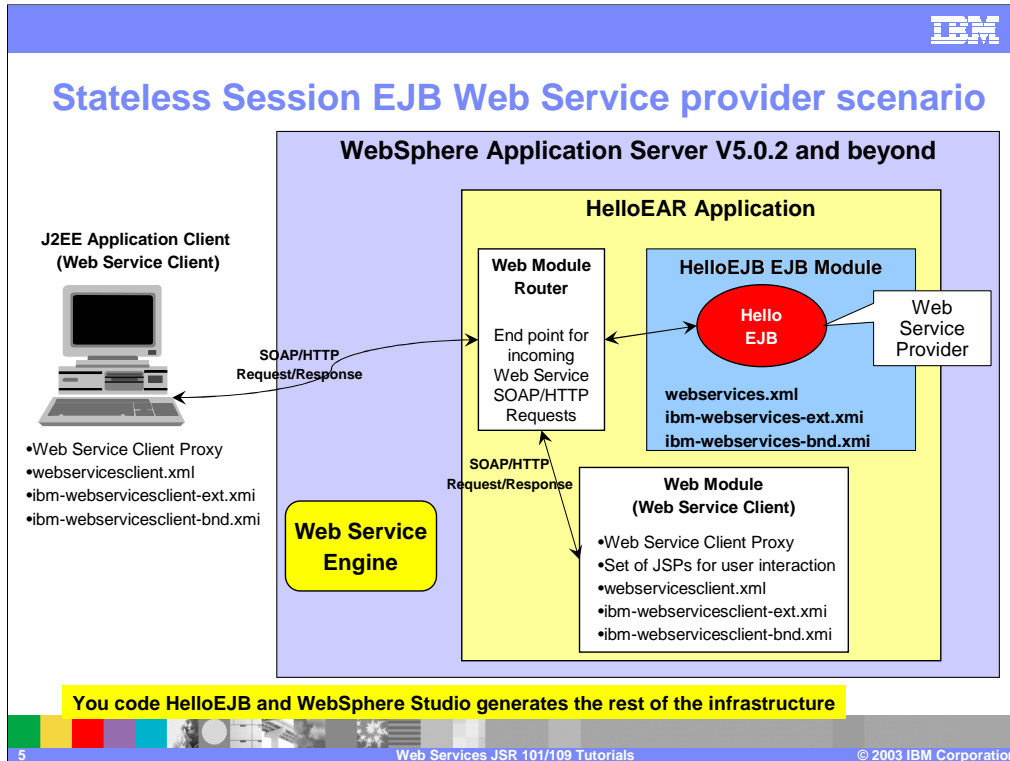 IBM
Stateless Session EJB Web Service provider scenario
WebSphere Application Server V5.0.2 and beyond
HelloEAR Application
J2EE Application Client
(Web Service Client)
SOAP/HTTP
Request/Response
•Web Service Client Proxy
•webservicesclient.xml
•ibm-webservicesclient-ext.xmi
•ibm-webservicesclient-bnd.xmi
Web Module
Router
End point for
incoming
Web Service
SOAP/HTTP
Requests
HelloEJB EJB Module
Hello
EJB
Web
Service
Provider
webservices.xml
ibm-webservices-ext.xmi
ibm-webservices-bnd.xmi
SOAP/HTTP
Request/Response
Web Module
(Web Service Client)
•Web Service Client Proxy
•Set of JSPs for user interaction
•webservicesclient.xml
•ibm-webservicesclient-ext.xmi
•ibm-webservicesclient-bnd.xmi
Web Service
Engine
You code HelloEJB and WebSphere Studio generates the rest of the infrastructure
5
Web Services JSR 101/109 Tutorials
© 2003 IBM Corporation